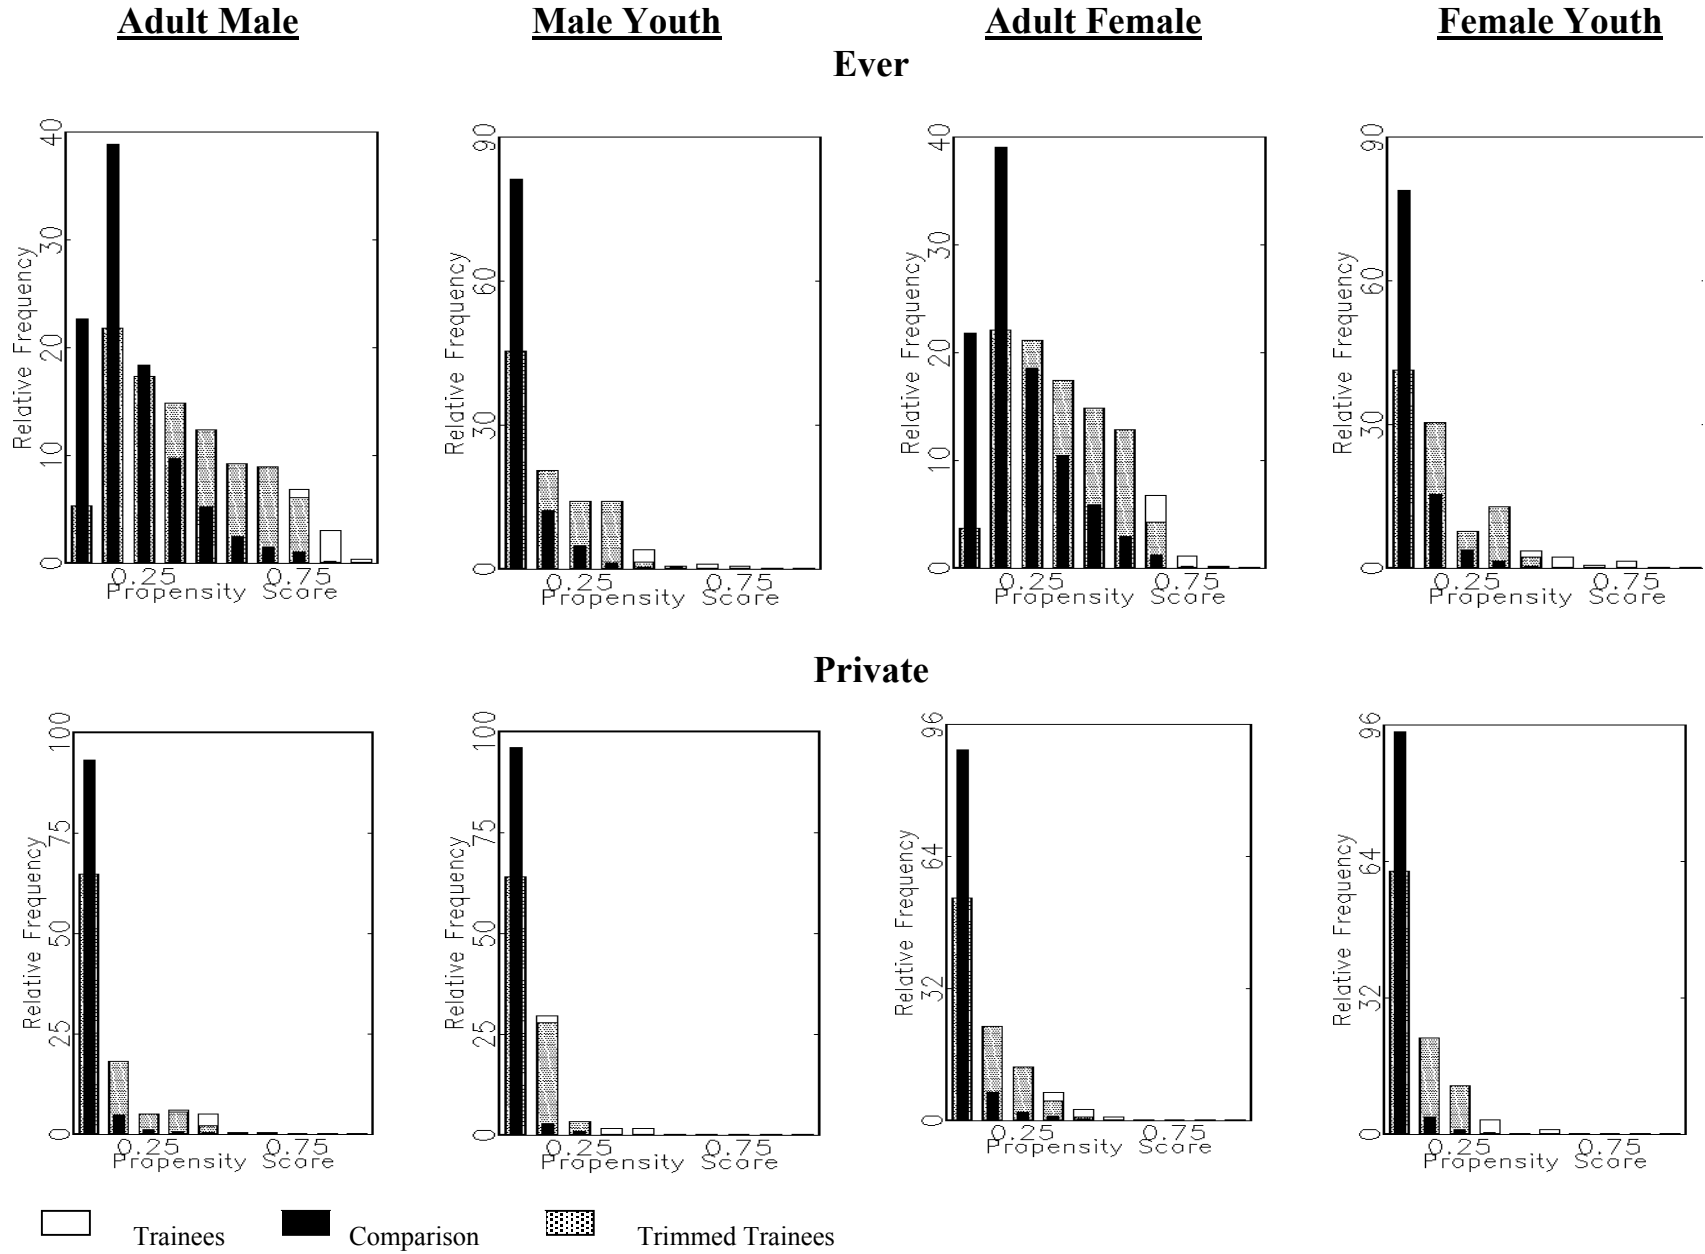 Adult Male Male Youth Adult Female Female Youth
Ever
Relative Frequency
0 10 20 30 40
0.25 0.75
Propensity Score
Relative Frequency
0 30 60 90
0.25 0.75
Propensity Score
Relative Frequency
0 10 20 30 40
0.25 0.75
Propensity Score
Relative Frequency
0 30 60 90
0.25 0.75
Propensity Score
Private
Relative Frequency
0 25 50 75 100
0.25 0.75
Propensity Score
Relative Frequency
0 25 50 75 100
0.25 0.75
Propensity Score
Relative Frequency
0 32 64 96
0.25 0.75
Propensity Score
Relative Frequency
0 32 64 96
0.25 0.75
Propensity Score
Trainees Comparison Trimmed Trainees